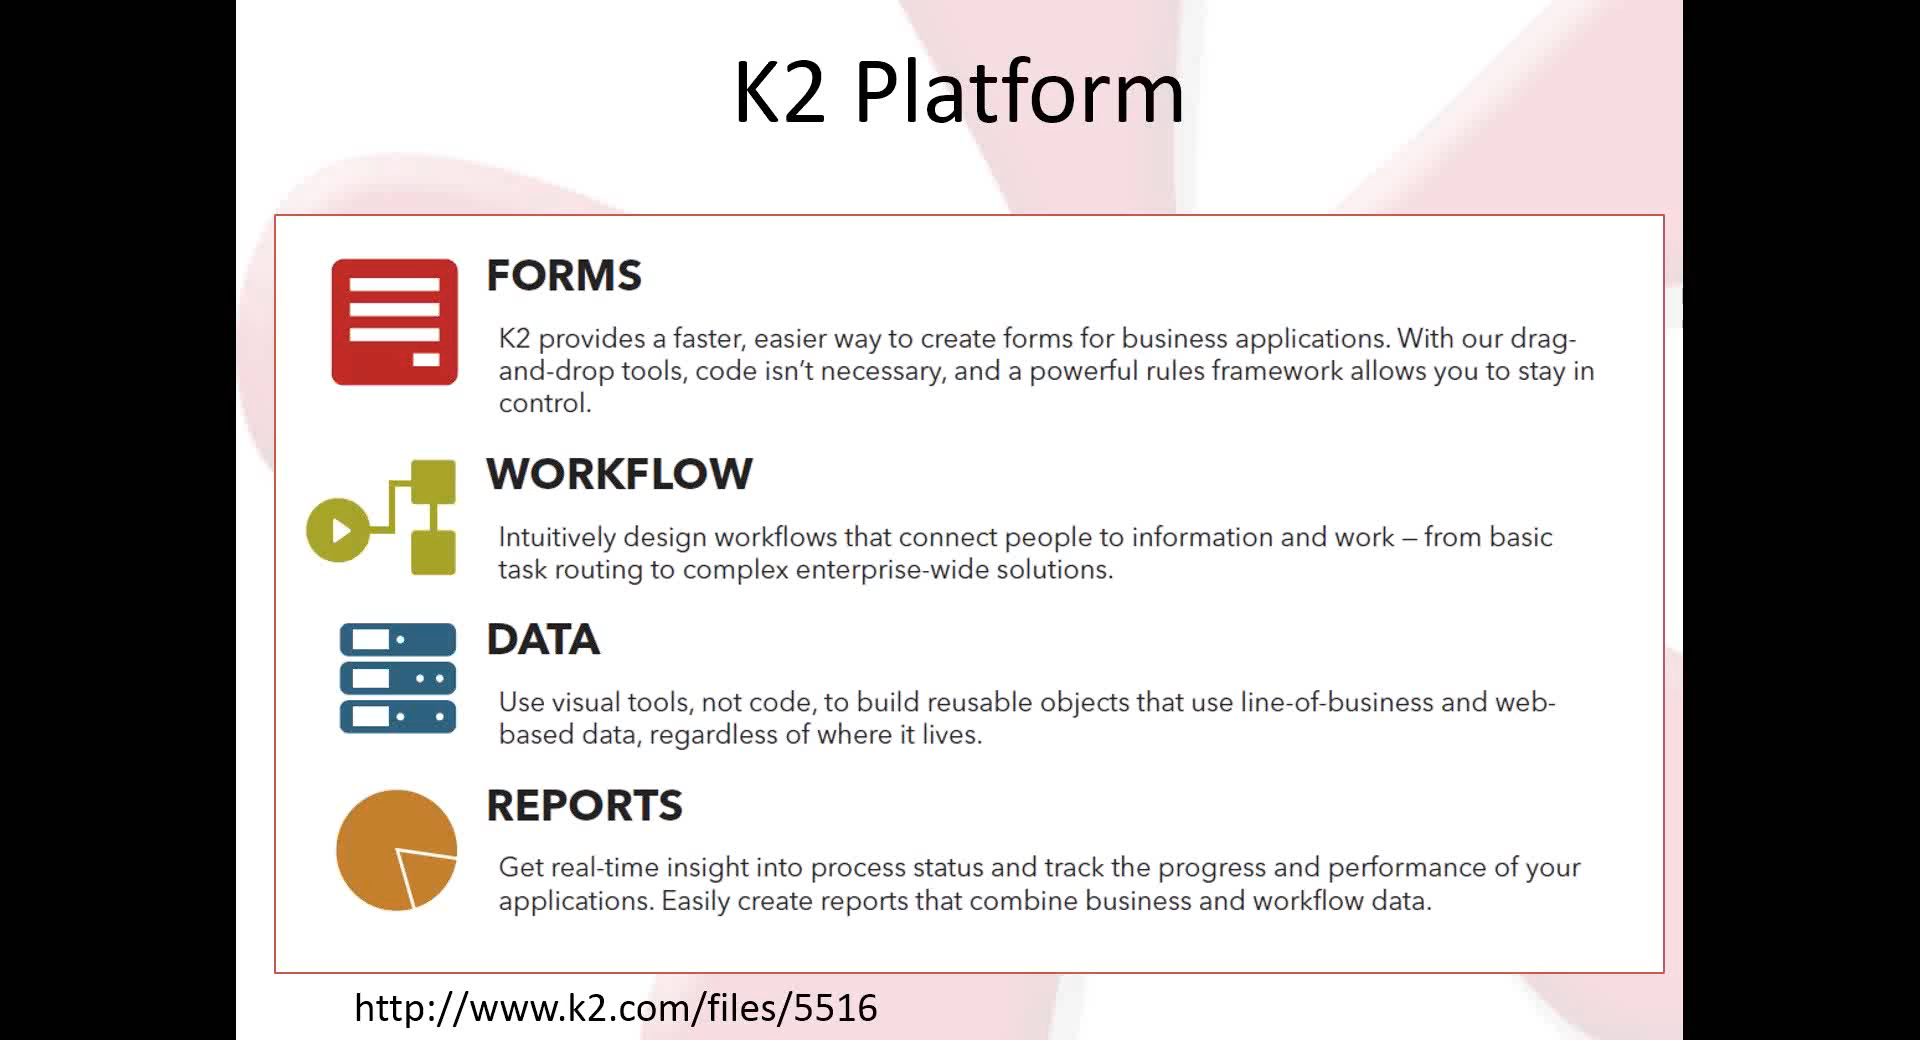 K2 Platform
FORMS
K2 provides a faster, easier way to create forms for business applications. With our drag-
and-drop tools, code isn’t necessary, and a powerful rules framework allows you to stay in
control.
WORKFLOW
Intuitively design workflows that connect people to information and work – from basic
task routing to complex enterprise-wide solutions.
DATA
Use visual tools, not code, to build reusable objects that use line-of-business and web-
based data, regardless of where it lives.
REPORTS
Get real-time insight into process status and track the progress and performance of your
applications. Easily create reports that combine business and workflow data.
http://www.k2.com/files/5516